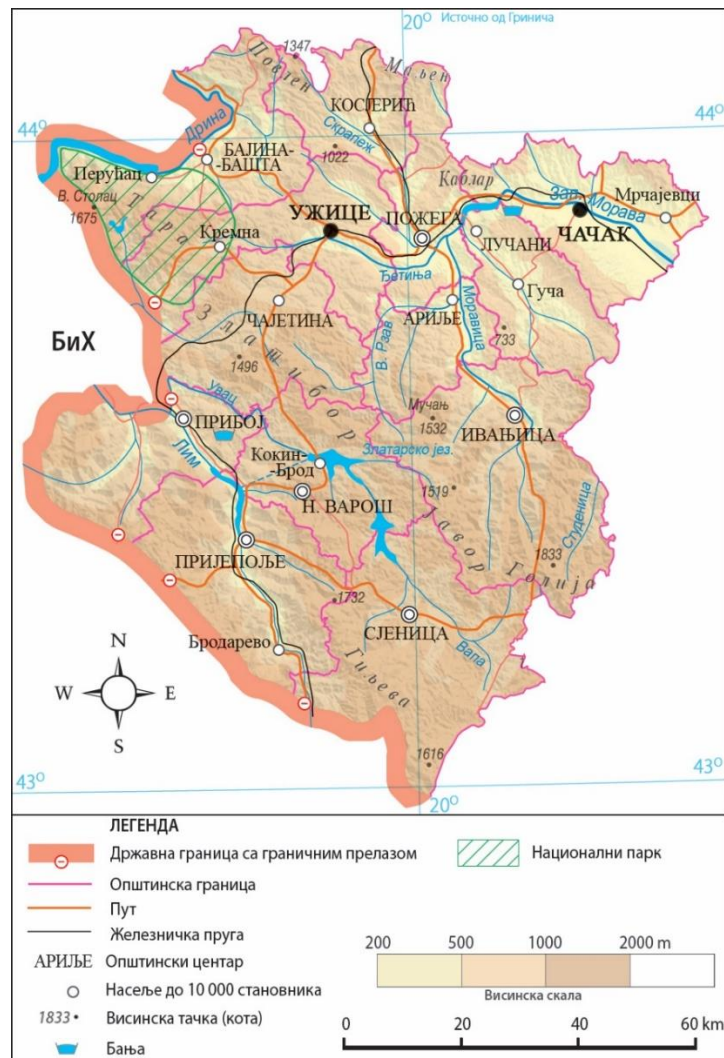 20° Источно од Гринича
1347
Повлен
Маљен
КОСЈЕРИЋ
44°
44°
Дрина
Скрапеж
1022
БАЈИНА-
-БАШТА
Перућац
Каблар
Зап. Морава
Мрчајевци
В. Столац
1675
Тара
УЖИЦЕ
ПОЖЕГА
ЧАЧАК
Кремна
ЛУЧАНИ
Ђетиња
Гуча
ЧАЈЕТИНА
АРИЉЕ
Моравица
БиХ
Златибор
В. Рзав
733
1496
Увац
Мучањ
1532
ПРИБОЈ
ИВАЊИЦА
Лим
Кокин-
-Брод
Златарско јез.
Н. ВАРОШ
1519
Јавор
Студеница
ПРИЈЕПОЉЕ
1833
Голија
1732
СЈЕНИЦА
Бродарево
Вапа
Гиљева
N
W E
S
1616
43°
43°
20°
ЛЕГЕНДА
Државна граница са граничним прелазом
Национални парк
Општинска граница
Пут
Железничка пруга
АРИЉЕ Општински центар
Насеље до 10 000 становника
1833 Висинска тачка (кота)
Бања
200 500 1000 2000 m
Висинска скала
0 20 40 60 km